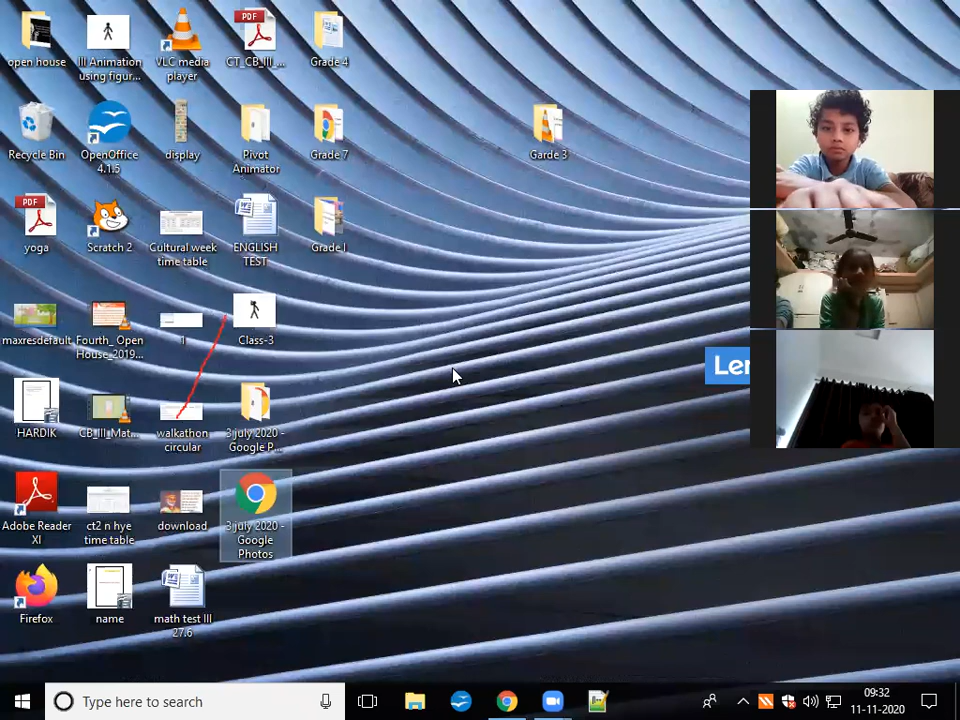 open house
III Animation
using figur...
VLC media
player
PDF
CT_CB_III_...
Grade 4
Recycle Bin
OpenOffice
4.1.5
display
Pivot
Animator
Grade 7
Garde 3
PDF
yoga
Scratch 2
Cultural week
time table
ENGLISH
TEST
Grade I
maxresdefault
Fourth_ Open
House_2019...
1
Class-3
Len
HARDIK
CB_III_Mat...
walkathon
circular
3 july 2020 -
Google P...
Adobe Reader
XI
ct2 n hye
time table
download
3 july 2020 -
Google
Photos
Firefox
name
math test III
27.6
Type here to search
09:32
11-11-2020